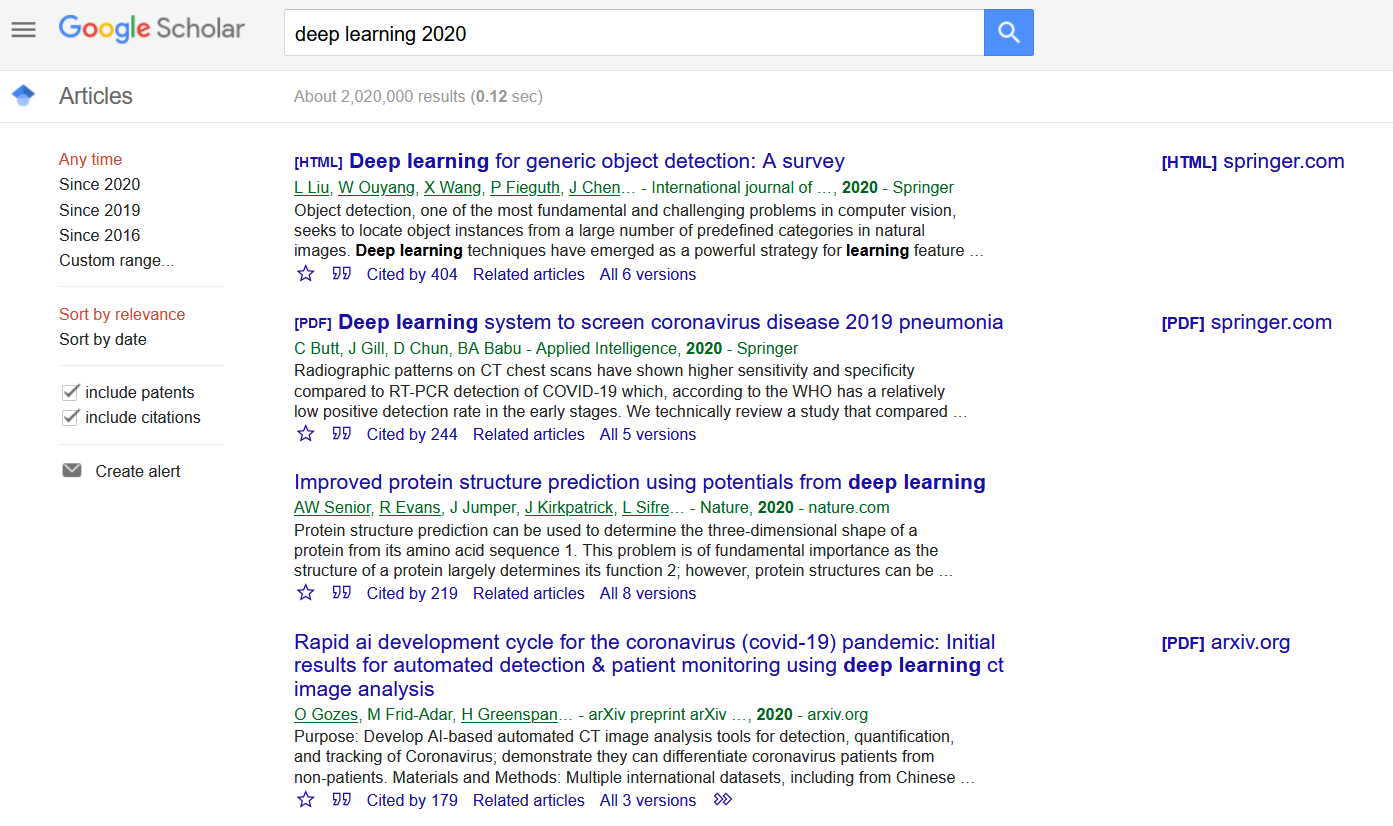 Google Scholar
deep learning 2020
Articles
About 2,020,000 results (0.12 sec)
Any time
Since 2020
Since 2019
Since 2016
Custom range...
Sort by relevance
Sort by date
include patents
include citations
Create alert
[HTML] Deep learning for generic object detection: A survey
L Liu, W Ouyang, X Wang, P Fieguth, J Chen… - International journal of …, 2020 - Springer
Object detection, one of the most fundamental and challenging problems in computer vision,
seeks to locate object instances from a large number of predefined categories in natural
images. Deep learning techniques have emerged as a powerful strategy for learning feature …
Cited by 404 Related articles All 6 versions
[HTML] springer.com
[PDF] Deep learning system to screen coronavirus disease 2019 pneumonia
C Butt, J Gill, D Chun, BA Babu - Applied Intelligence, 2020 - Springer
Radiographic patterns on CT chest scans have shown higher sensitivity and specificity
compared to RT-PCR detection of COVID-19 which, according to the WHO has a relatively
low positive detection rate in the early stages. We technically review a study that compared …
Cited by 244 Related articles All 5 versions
[PDF] springer.com
Improved protein structure prediction using potentials from deep learning
AW Senior, R Evans, J Jumper, J Kirkpatrick, L Sifre… - Nature, 2020 - nature.com
Protein structure prediction can be used to determine the three-dimensional shape of a
protein from its amino acid sequence 1. This problem is of fundamental importance as the
structure of a protein largely determines its function 2; however, protein structures can be …
Cited by 219 Related articles All 8 versions
Rapid ai development cycle for the coronavirus (covid-19) pandemic: Initial
results for automated detection & patient monitoring using deep learning ct
image analysis
O Gozes, M Frid-Adar, H Greenspan… - arXiv preprint arXiv …, 2020 - arxiv.org
Purpose: Develop AI-based automated CT image analysis tools for detection, quantification,
and tracking of Coronavirus; demonstrate they can differentiate coronavirus patients from
non-patients. Materials and Methods: Multiple international datasets, including from Chinese …
Cited by 179 Related articles All 3 versions
[PDF] arxiv.org